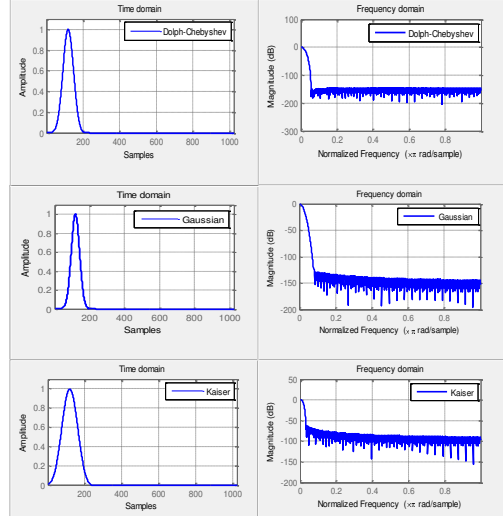 Time domain
Frequency domain
Amplitude
1
0.8
0.6
0.4
0.2
0
Dolph-Chebyshev
200 400 600 800 1000
Samples
Magnitude (dB)
100
0
-100
-200
-300
Dolph-Chebyshev
0 0.2 0.4 0.6 0.8
Normalized Frequency (×π rad/sample)
Time domain
Frequency domain
Amplitude
1
0.8
0.6
0.4
0.2
0
Gaussian
200 400 600 800 1000
Samples
Magnitude (dB)
0
-50
-100
-150
-200
Gaussian
0 0.2 0.4 0.6 0.8
Normalized Frequency (×π rad/sample)
Time domain
Frequency domain
Amplitude
1
0.8
0.6
0.4
0.2
0
Kaiser
200 400 600 800 1000
Samples
Magnitude (dB)
50
0
-50
-100
-150
-200
Kaiser
0 0.2 0.4 0.6 0.8
Normalized Frequency (×π rad/sample)